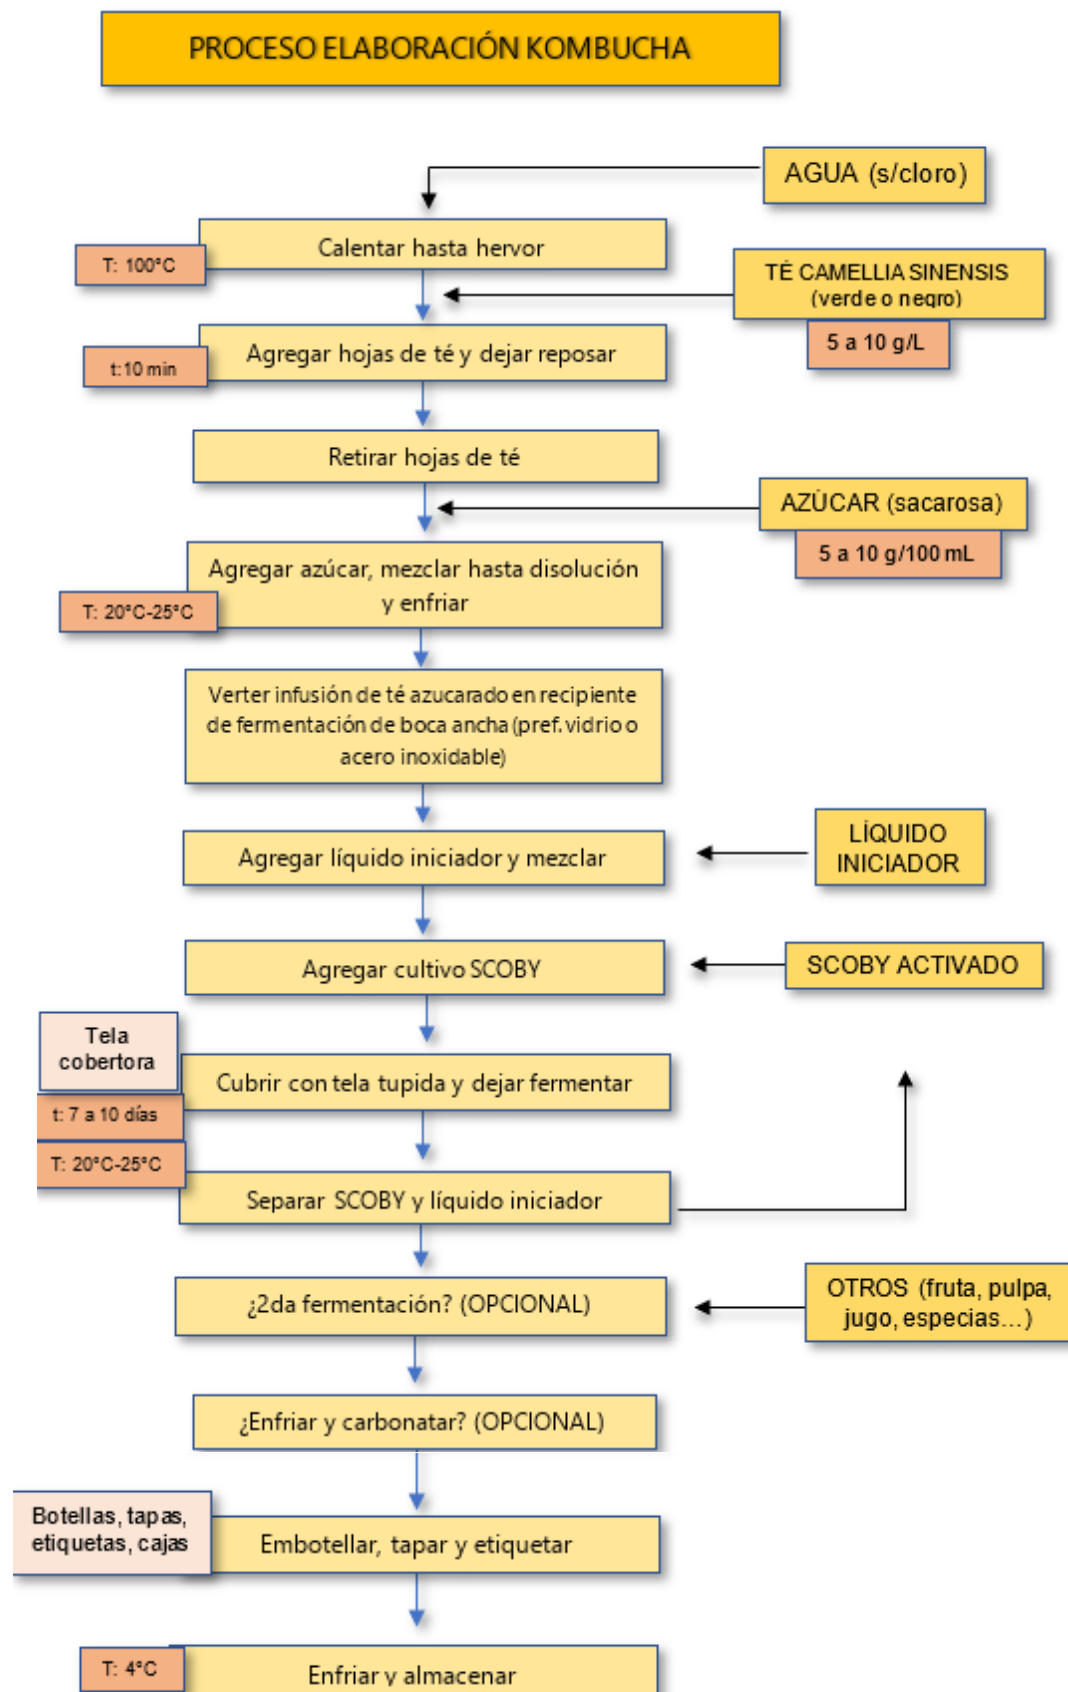 PROCESO ELABORACIÓN KOMBUCHA
AGUA (s/cloro)
Calentar hasta hervor
T: 100°C
TÉ CAMELLIA SINENSIS
(verde o negro)
5 a 10 g/L
Agregar hojas de té y dejar reposar
t:10 min
Retirar hojas de té
AZÚCAR (sacarosa)
5 a 10 g/100 mL
Agregar azúcar, mezclar hasta disolución
y enfriar
T: 20°C-25°C
Verter infusión de té azucarado en recipiente
de fermentación de boca ancha (pref. vidrio o
acero inoxidable)
LÍQUIDO
INICIADOR
Agregar líquido iniciador y mezclar
Agregar cultivo SCOBY
SCOBY ACTIVADO
Tela
cobertora
Cubrir con tela tupida y dejar fermentar
t: 7 a 10 días
T: 20°C-25°C
Separar SCOBY y líquido iniciador
¿2da fermentación? (OPCIONAL)
OTROS (fruta, pulpa,
jugo, especias...)
¿Enfriar y carbonatar? (OPCIONAL)
Botellas, tapas,
etiquetas, cajas
Embotellar, tapar y etiquetar
T: 4°C
Enfriar y almacenar